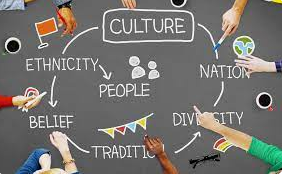 CULTURE
ETHNICITY
NATION
PEOPLE
BELIEF
DIVERSITY
TRADITION